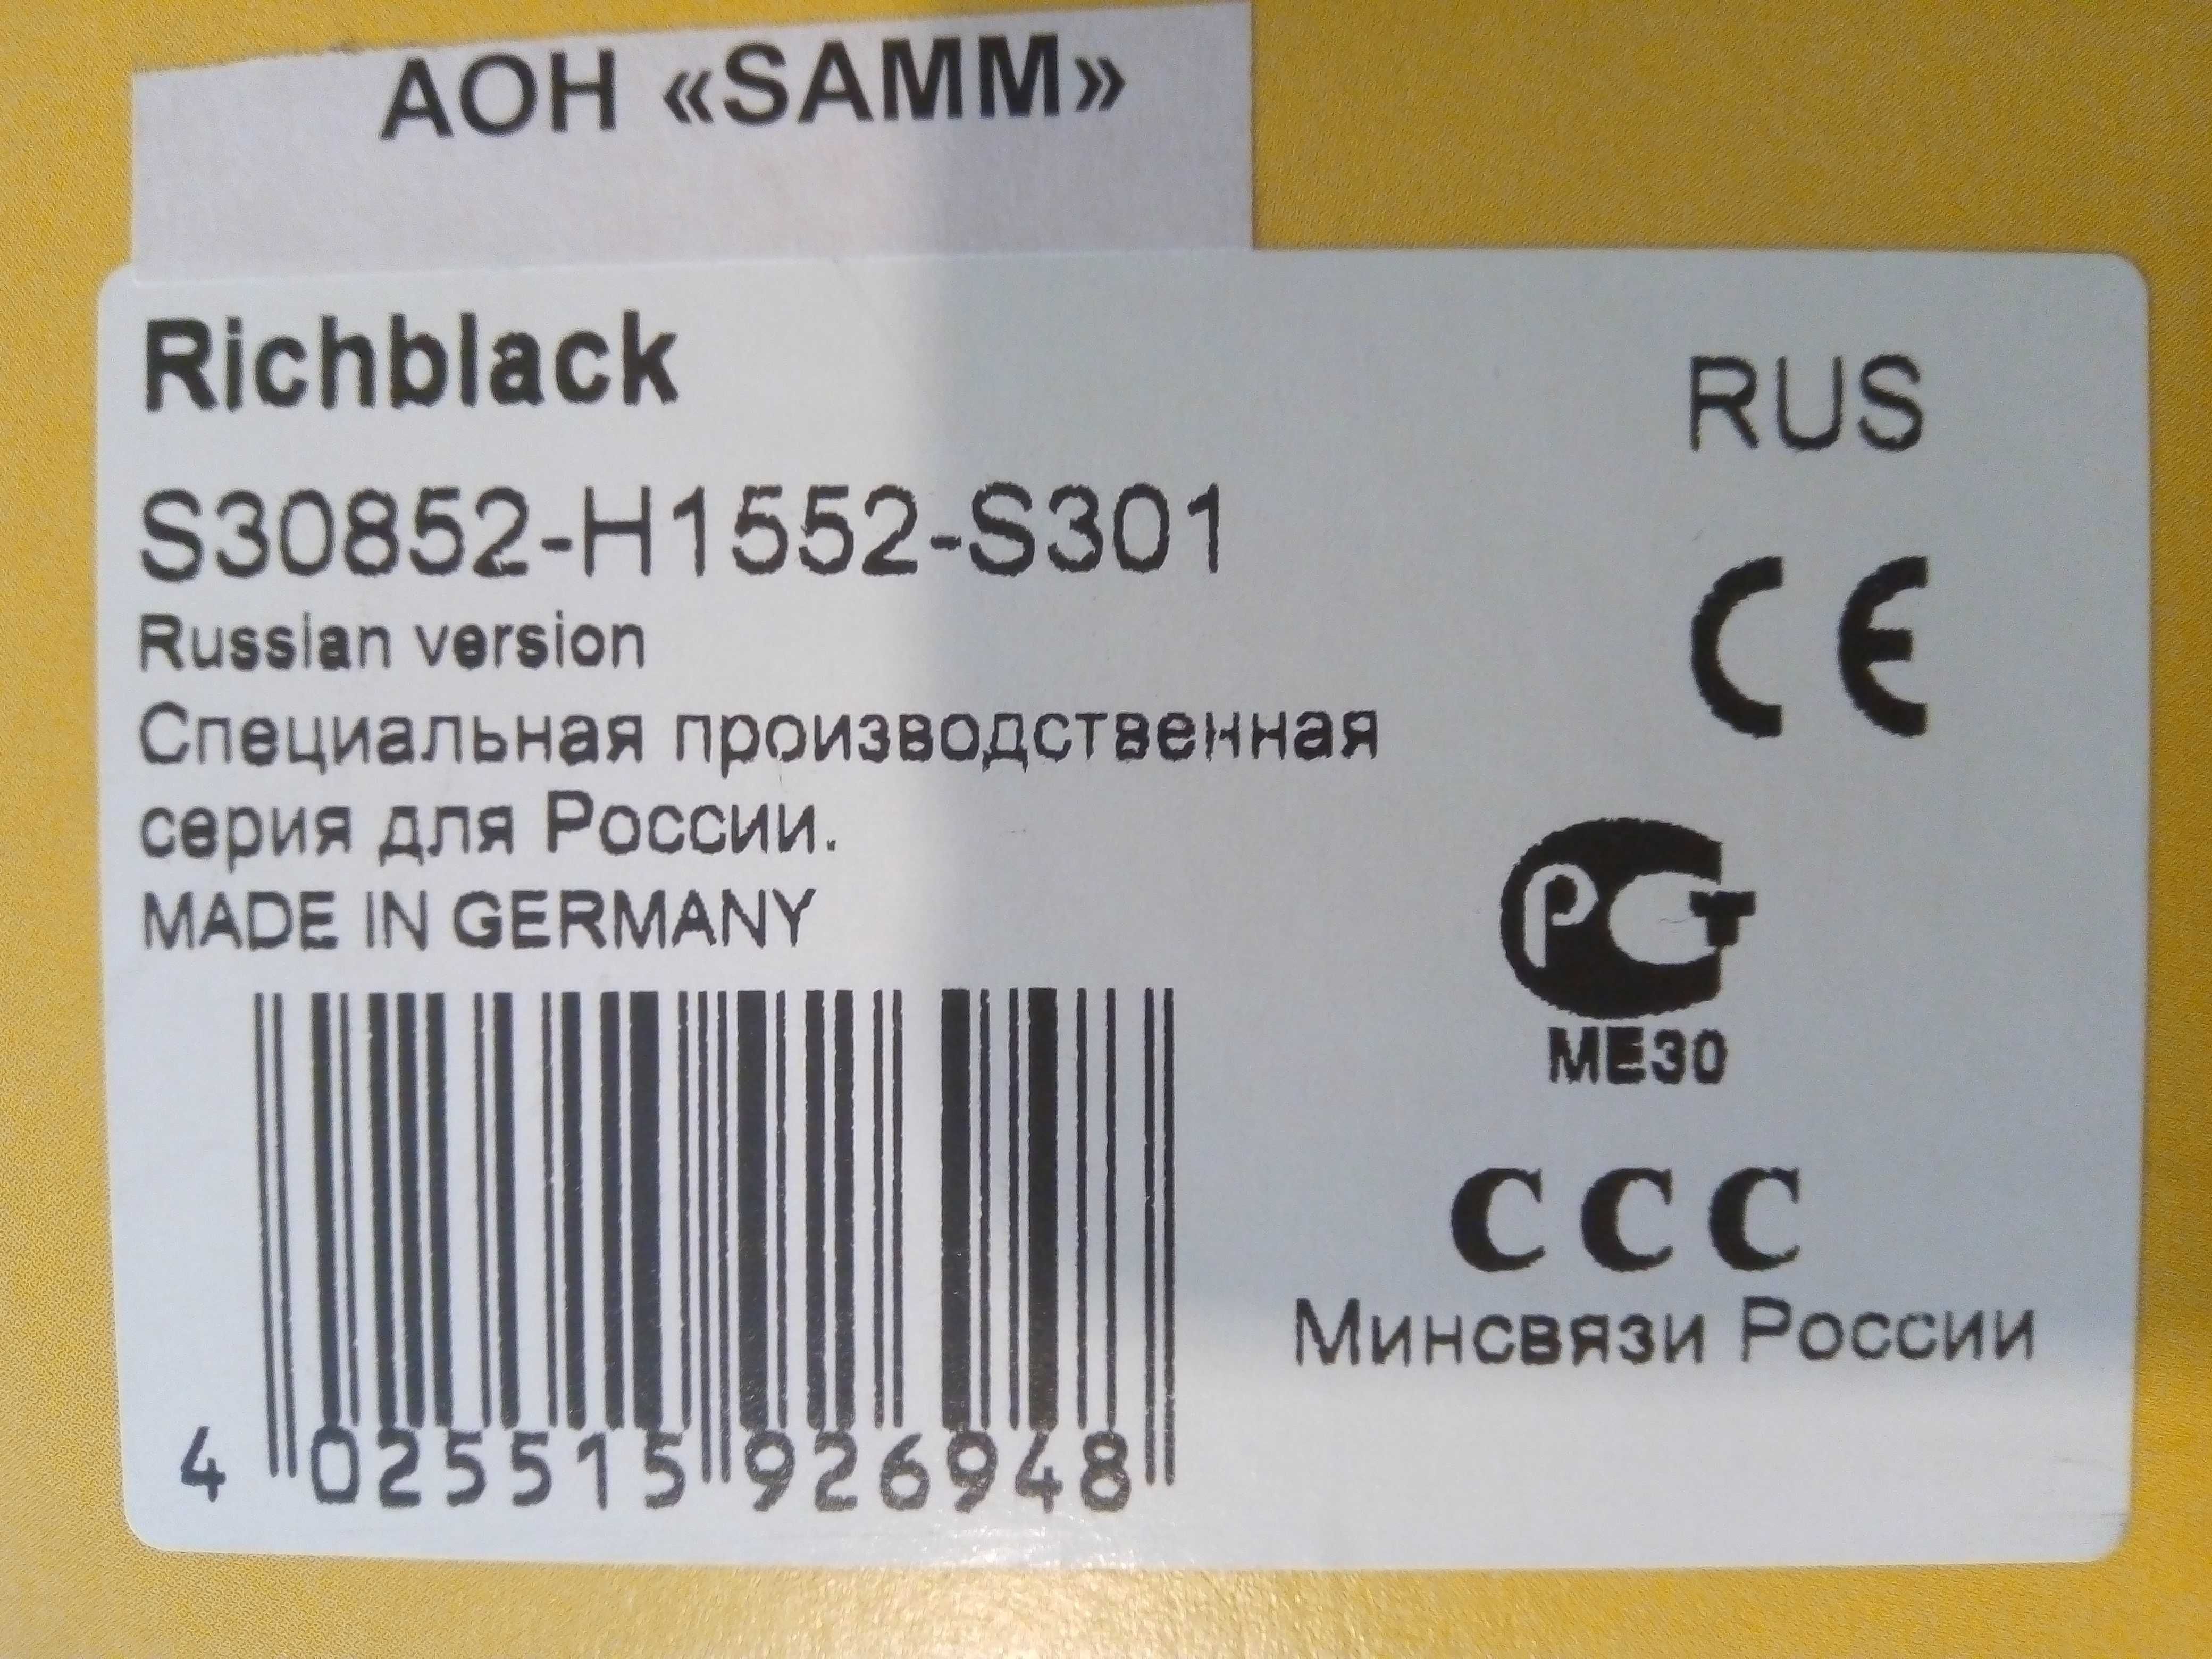 АОН «SAMM»
Richblack
S30852-H1552-S301
Russian version
Специальная производственная
серия для России.
MADE IN GERMANY
4 025515 926948
RUS
CE
РСТ
МЕ30
ССС
Минсвязи России